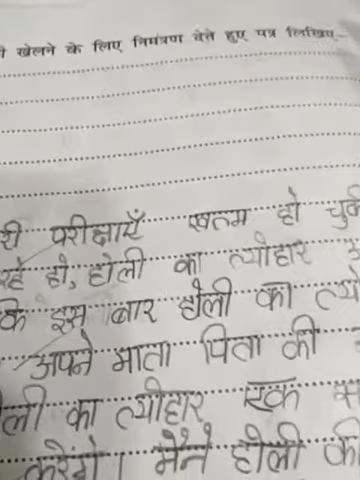 खेलने के लिए निमंत्रण देते हुए पत्र लिखिए-
परीक्षाएँ खत्म हो
रहे हो, होली का त्योहार
के इस बार होली का
अपने माता पिता की
का त्योहार एक
करेंगे। मैंने होली की